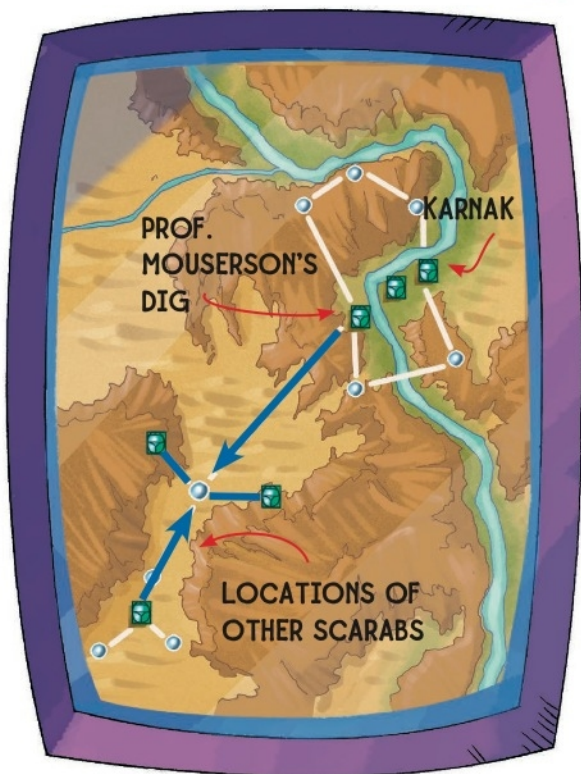 KARNAK
PROF.
MOUSERSON'S
DIG
LOCATIONS OF
OTHER SCARABS